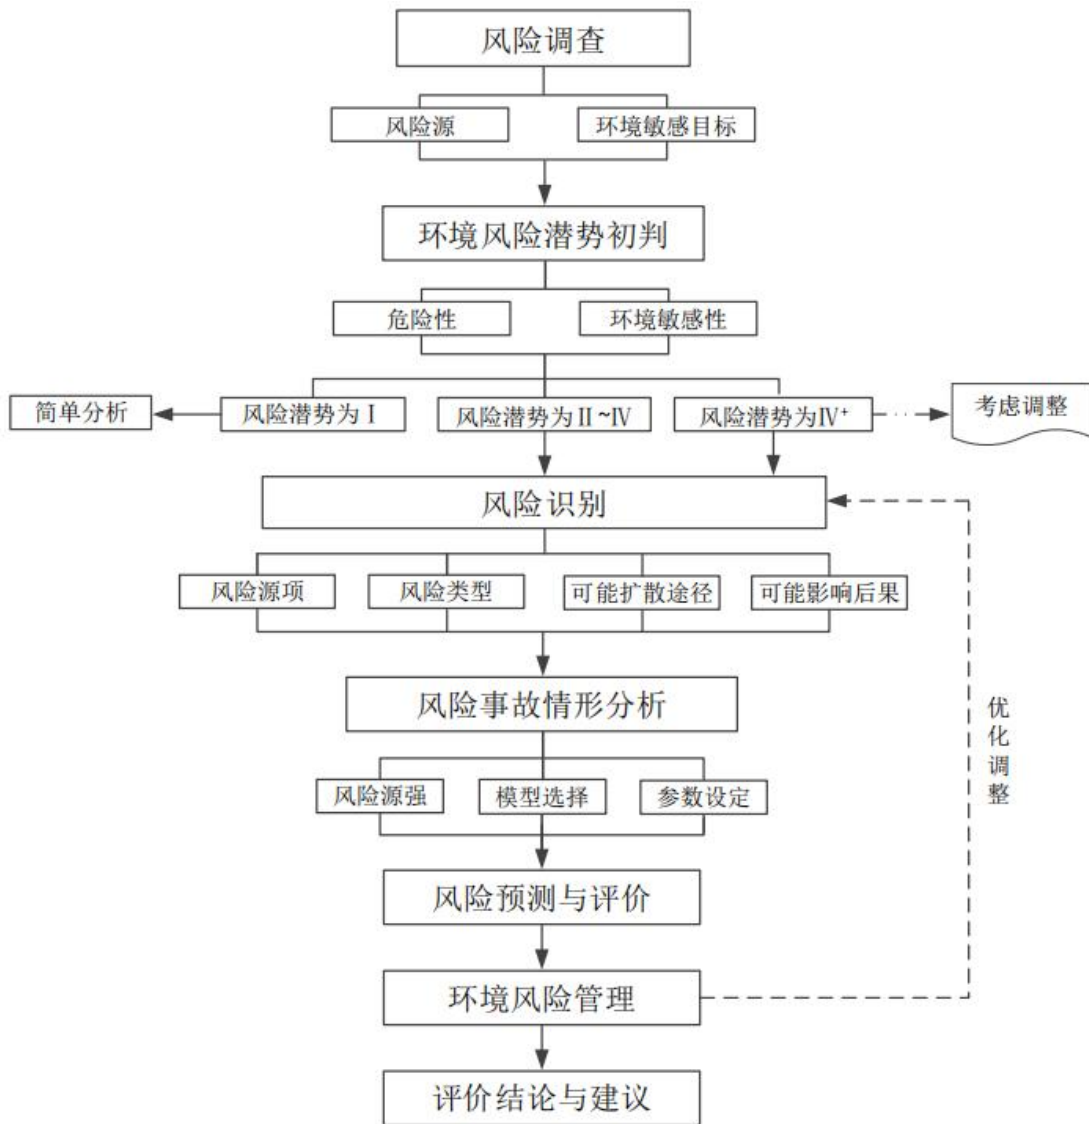 风险调查
风险源
环境敏感目标
环境风险潜势初判
危险性
环境敏感性
简单分析
风险潜势为Ⅰ
风险潜势为Ⅱ~Ⅳ
风险潜势为Ⅳ⁺
考虑调整
风险识别
风险源项
风险类型
可能扩散途径
可能影响后果
风险事故情形分析
风险源强
模型选择
参数设定
优化调整
风险预测与评价
环境风险管理
评价结论与建议